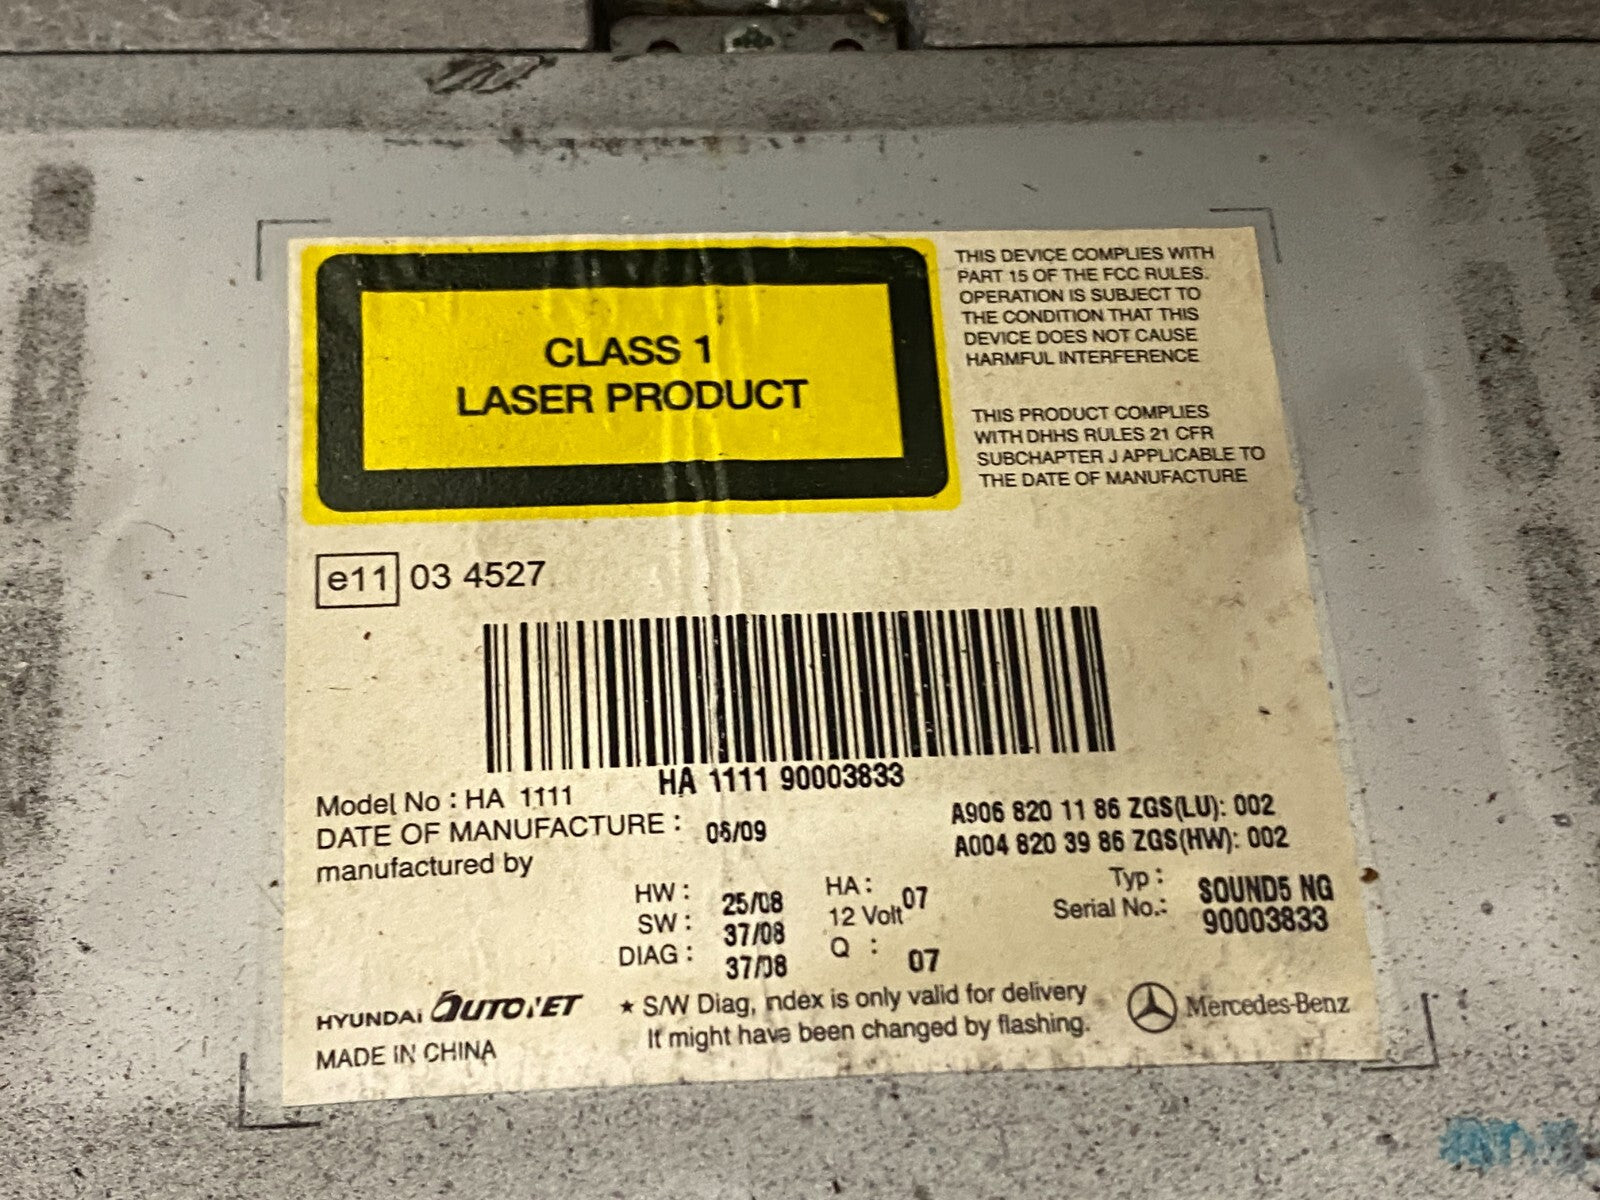 CLASS 1
LASER PRODUCT
THIS DEVICE COMPLIES WITH
PART 15 OF THE FCC RULES.
OPERATION IS SUBJECT TO
THE CONDITION THAT THIS
DEVICE DOES NOT CAUSE
HARMFUL INTERFERENCE
THIS PRODUCT COMPLIES
WITH DHHS RULES 21 CFR
SUBCHAPTER J APPLICABLE TO
THE DATE OF MANUFACTURE
e11 03 4527
HA 1111 90003833
Model No : HA 1111
DATE OF MANUFACTURE : 06/09
manufactured by
A906 820 11 86 ZGS(LU): 002
A004 820 39 86 ZGS(HW): 002
HW : 25/08
SW : 37/08
DIAG : 37/08
HA : 07
12 Volt
Q : 07
Typ : SOUND5 NG
Serial No.: 90003833
HYUNDAI AUTONET
MADE IN CHINA
★ S/W Diag, index is only valid for delivery
It might have been changed by flashing.
Mercedes-Benz